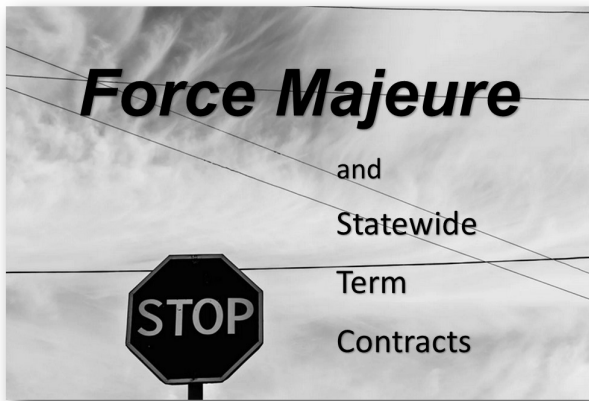 Force Majeure
and
Statewide
Term
Contracts
STOP